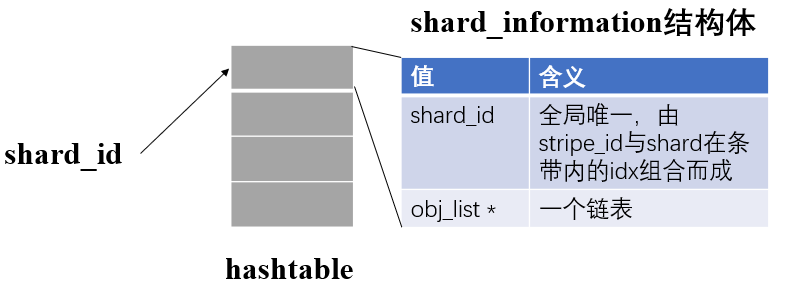 shard_information结构体
值 含义
shard_id 全局唯一，由
stripe_id与shard在条
带内的idx组合而成
obj_list * 一个链表
shard_id
hashtable